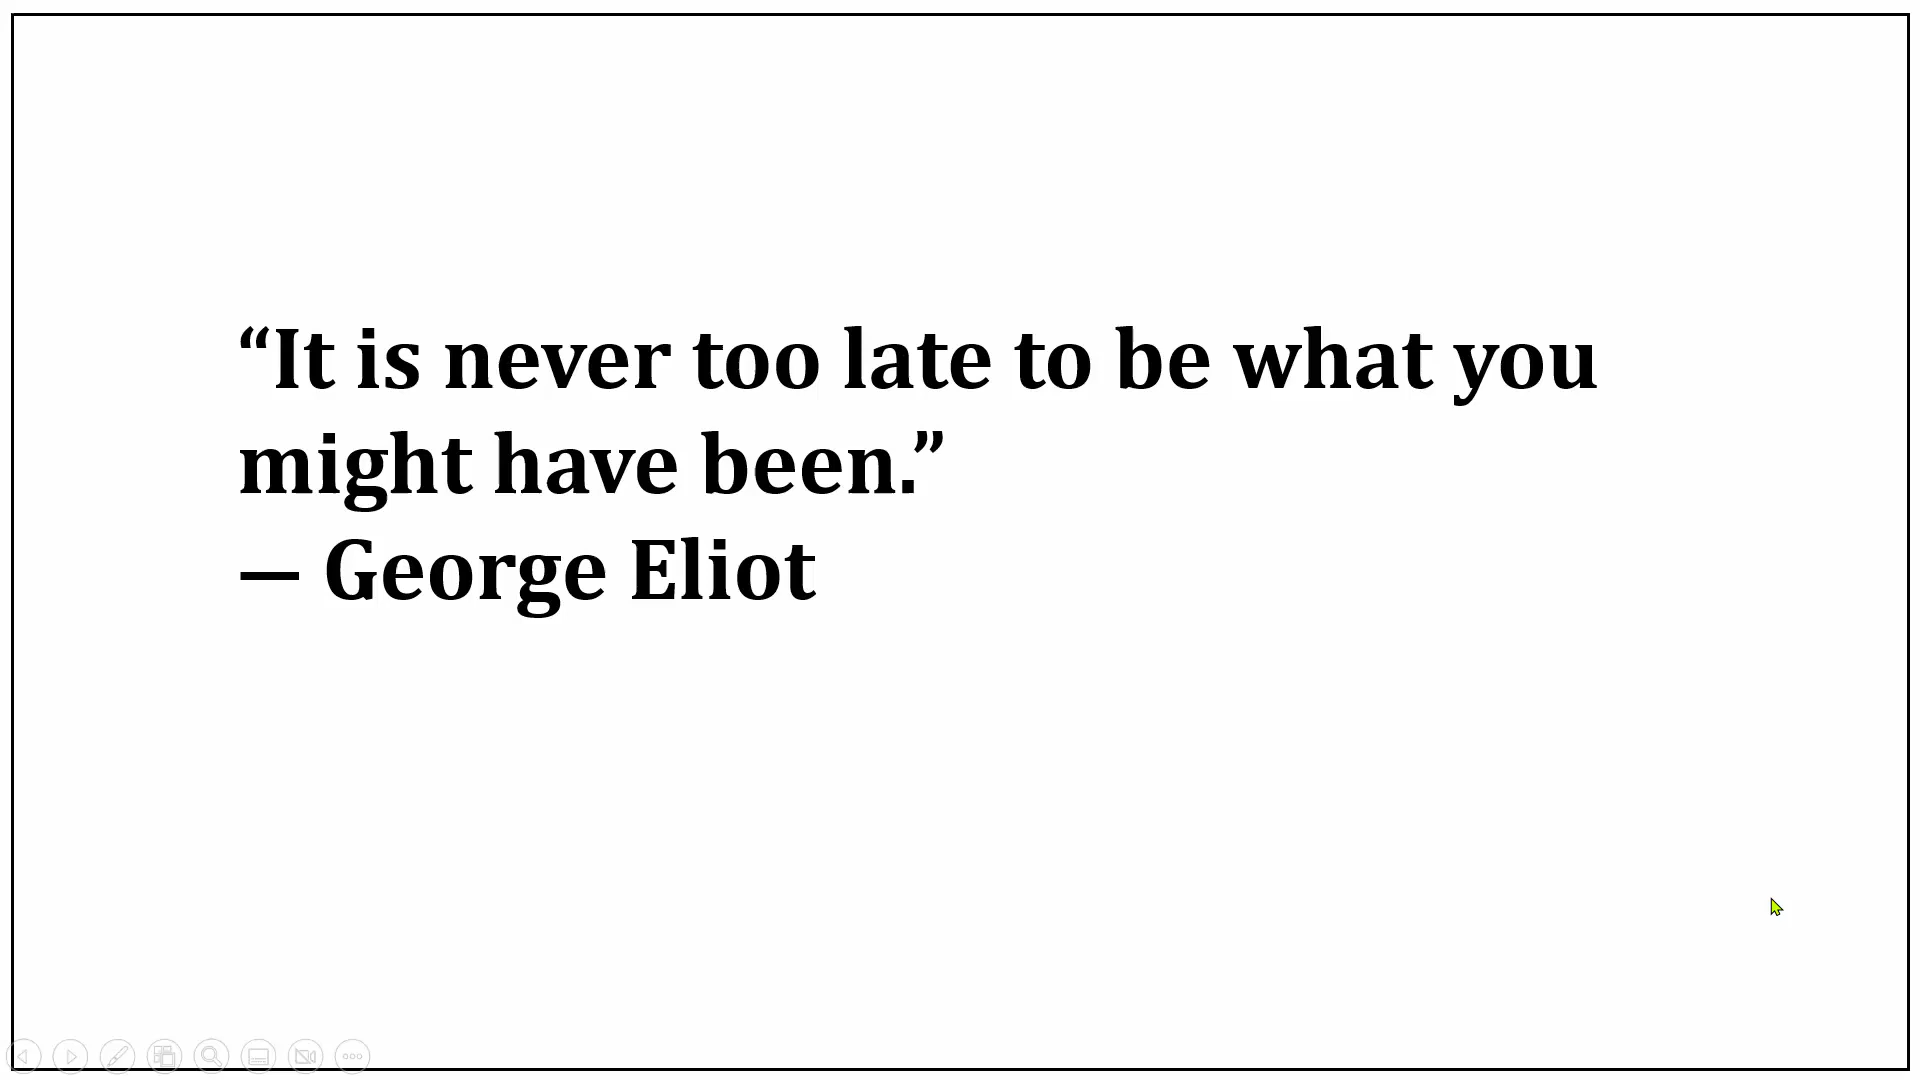 “It is never too late to be what you
might have been.”
― George Eliot